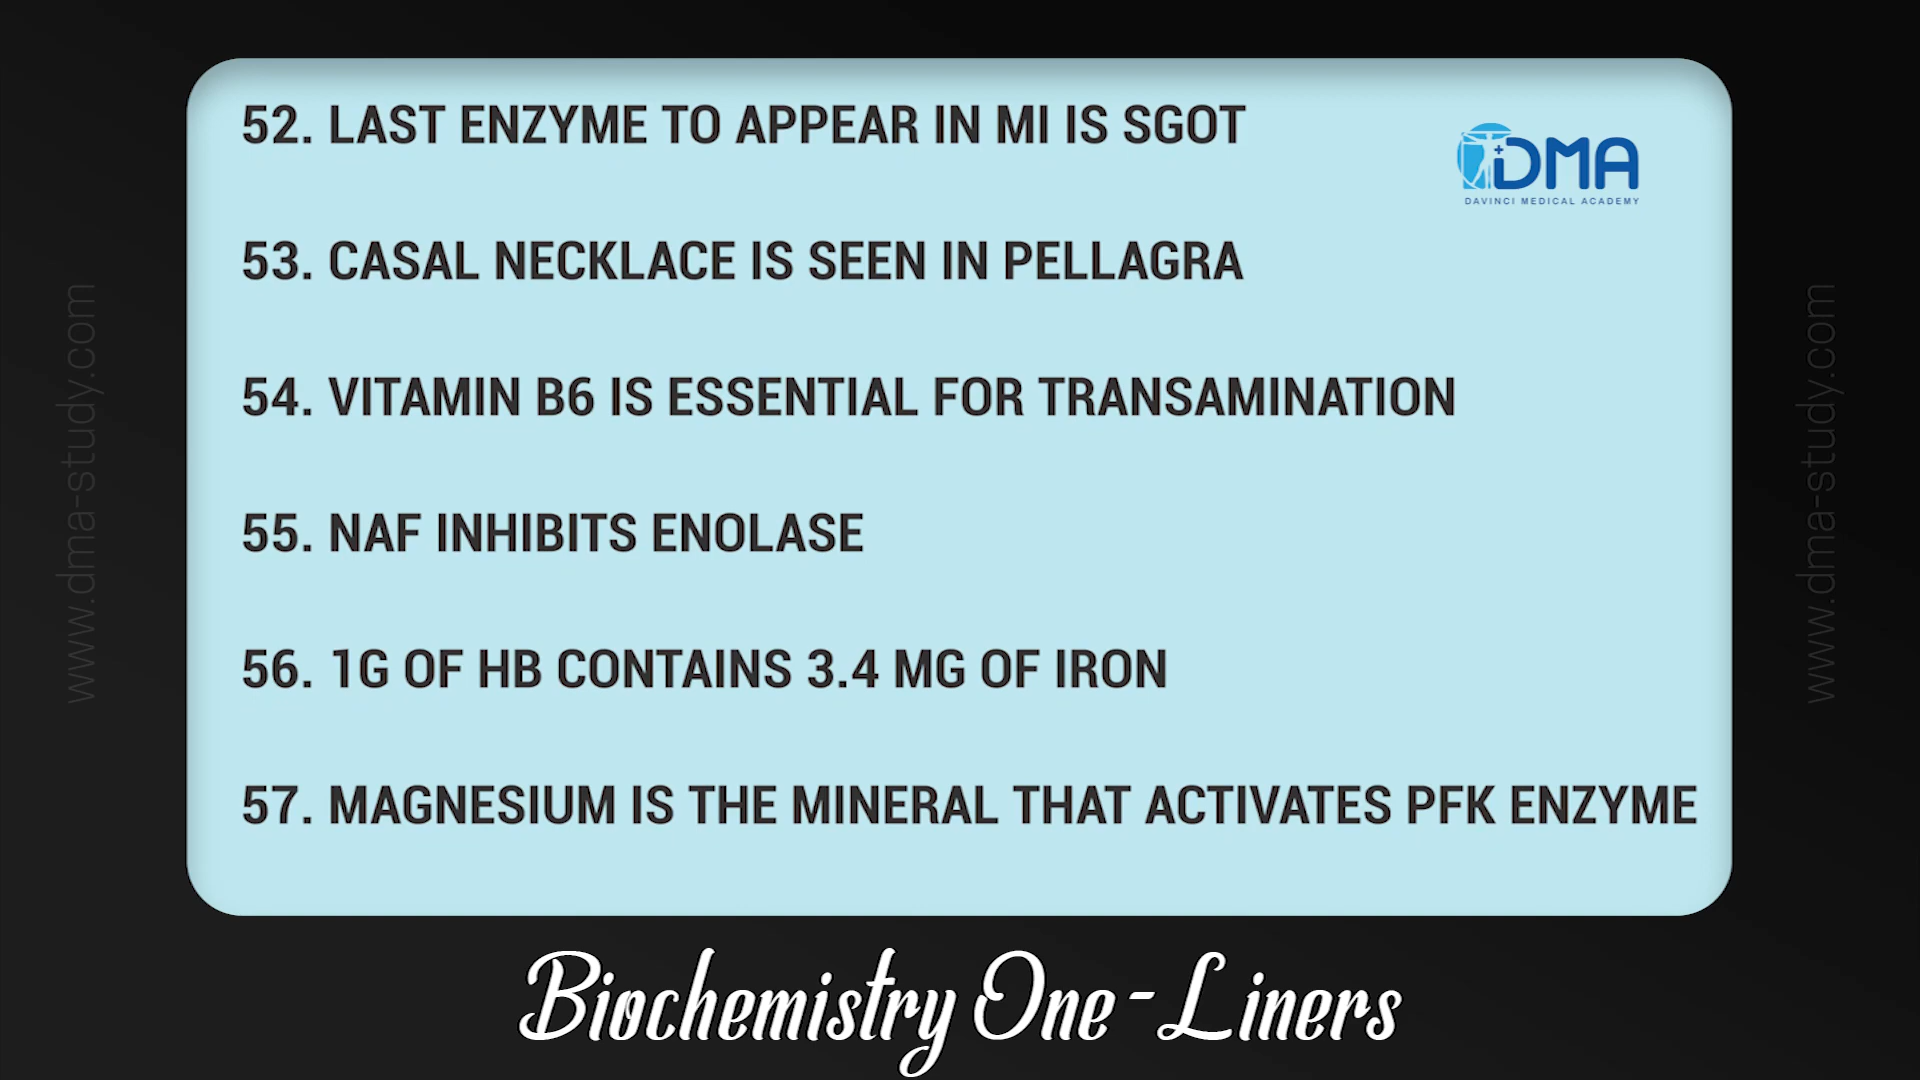 52. LAST ENZYME TO APPEAR IN MI IS SGOT
DMA
DAVINCI MEDICAL ACADEMY
53. CASAL NECKLACE IS SEEN IN PELLAGRA
54. VITAMIN B6 IS ESSENTIAL FOR TRANSAMINATION
55. NAF INHIBITS ENOLASE
56. 1G OF HB CONTAINS 3.4 MG OF IRON
57. MAGNESIUM IS THE MINERAL THAT ACTIVATES PFK ENZYME
www.dma-study.com
www.dma-study.com
Biochemistry One-Liners